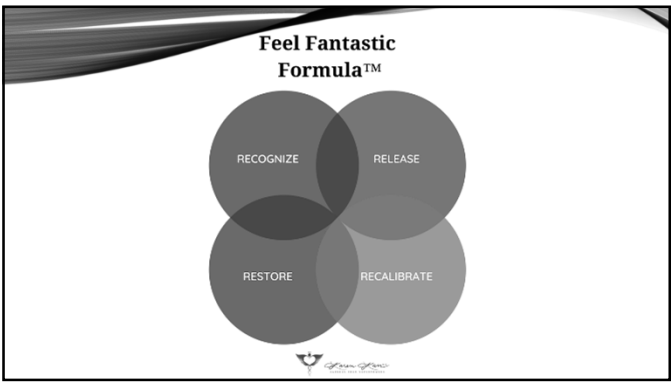 Feel Fantastic
Formula™
RECOGNIZE
RELEASE
RESTORE
RECALIBRATE